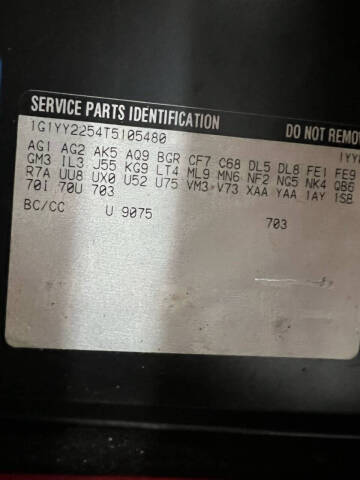 SERVICE PARTS IDENTIFICATION DO NOT REMOV
1G1YY2254T5105480 1YY
AG1 AG2 AK5 AQ9 BGR CF7 C68 DL5 DL8 FE1 FE9
GM3 IL3 J55 KG9 LT4 ML9 MN6 NF2 NG5 NK4 QB6
R7A UU8 UX0 U52 U75 VM3 V73 XAA YAA 1AY 1SB
70I 70U 703
BC/CC U 9075 703